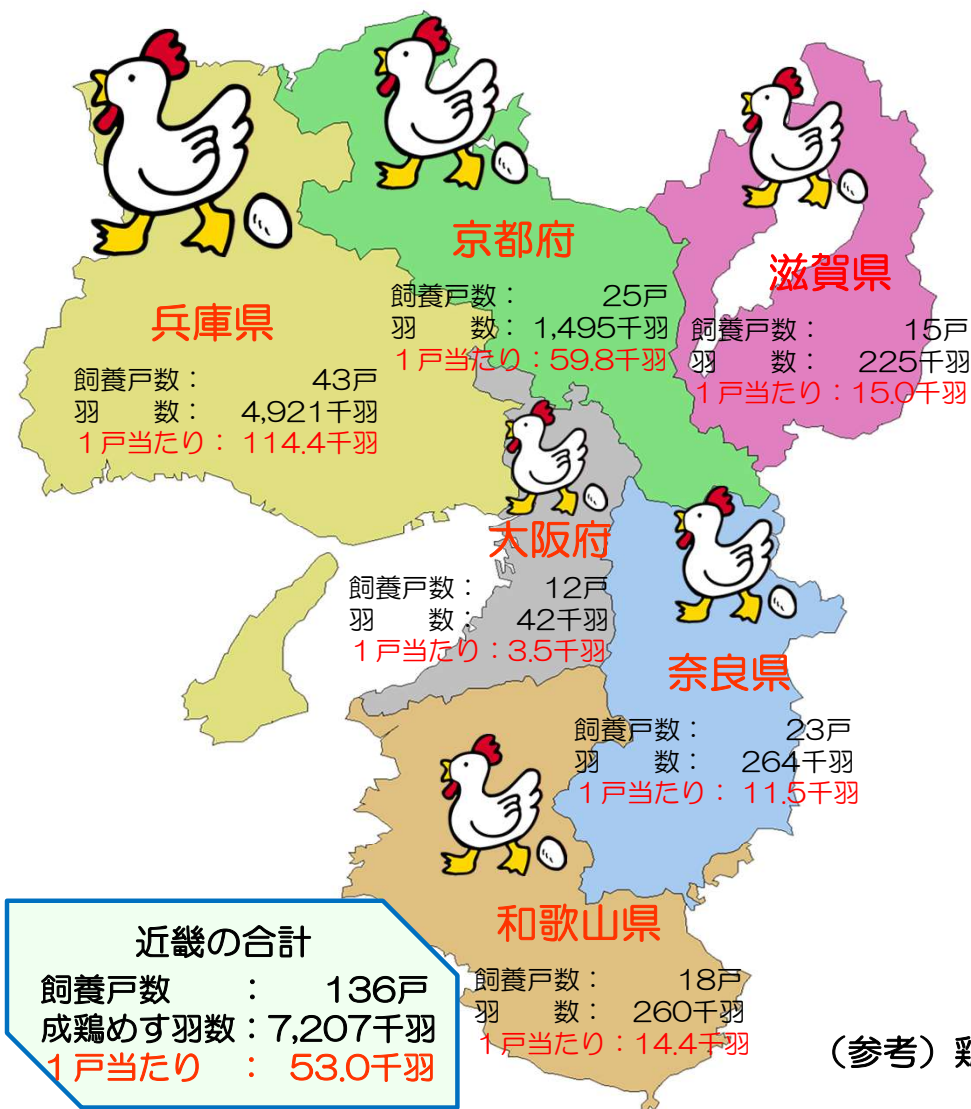 京都府
飼養戸数： 25戸
羽　数： 1,495千羽
１戸当たり：59.8千羽
滋賀県
飼養戸数： 15戸
羽　数： 225千羽
１戸当たり：15.0千羽
兵庫県
飼養戸数： 43戸
羽　数： 4,921千羽
１戸当たり： 114.4千羽
大阪府
飼養戸数： 12戸
羽　数： 42千羽
１戸当たり：3.5千羽
奈良県
飼養戸数： 23戸
羽　数： 264千羽
１戸当たり： 11.5千羽
和歌山県
飼養戸数： 18戸
羽　数： 260千羽
１戸当たり：14.4千羽
近畿の合計
飼養戸数　： 136戸
成鶏めす羽数：7,207千羽
１戸当たり　： 53.0千羽
（参考）